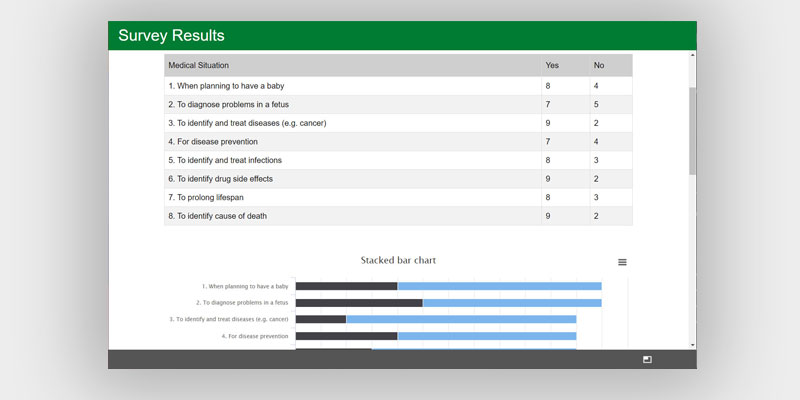 Survey Results
Medical Situation Yes No
1. When planning to have a baby 8 4
2. To diagnose problems in a fetus 7 5
3. To identify and treat diseases (e.g. cancer) 9 2
4. For disease prevention 7 4
5. To identify and treat infections 8 3
6. To identify drug side effects 9 2
7. To prolong lifespan 8 3
8. To identify cause of death 9 2
Stacked bar chart
1. When planning to have a baby
2. To diagnose problems in a fetus
3. To identify and treat diseases (e.g. cancer)
4. For disease prevention